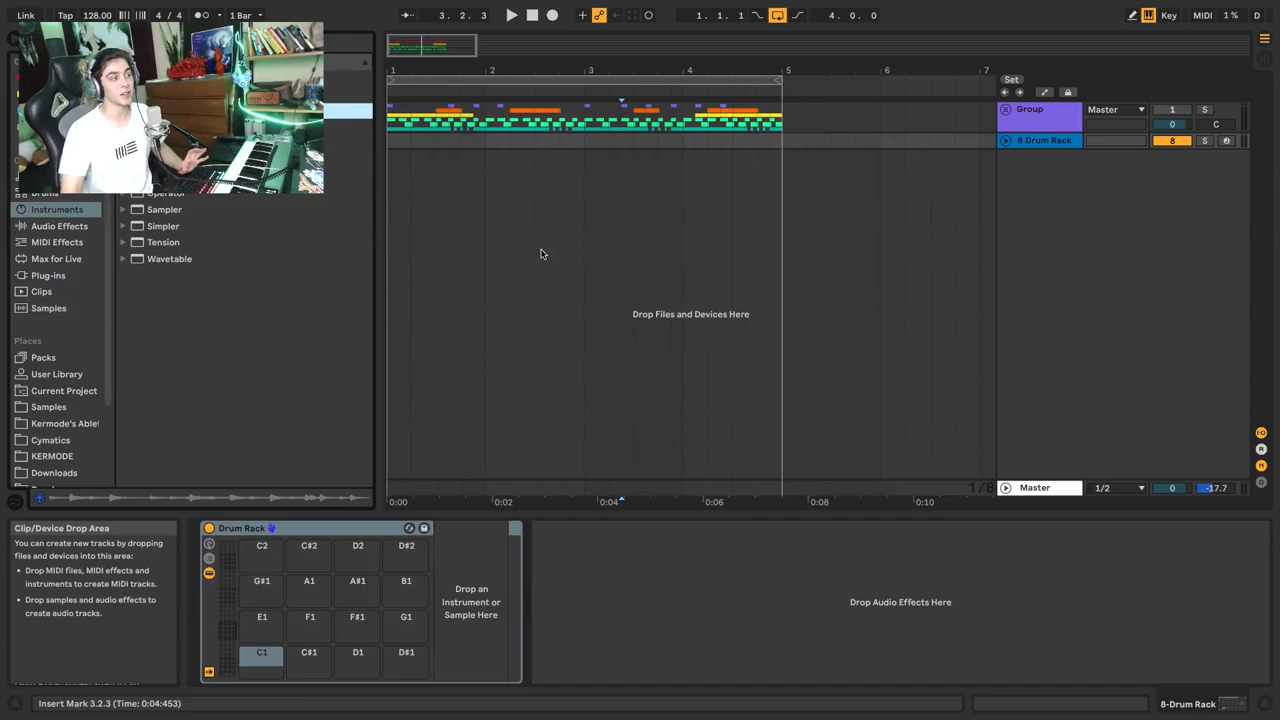 Link Tap 128.00 4 / 4 1 Bar 3. 2. 3 1. 1. 1 4. 0. 0 Key MIDI 1 % D
1 2 3 4 5 6 7
Set
Group Master 1 S
0 C
8 Drum Rack 8 S
Drums Operator
Instruments Sampler
Audio Effects Simpler
MIDI Effects Tension
Max for Live Wavetable
Plug-ins
Clips
Samples
Drop Files and Devices Here
Places
Packs
User Library
Current Project
Samples
Kermode's Able
Cymatics
KERMODE
Downloads
1/8
Master 1/2 0 -17.7
0:00 0:02 0:04 0:06 0:08 0:10
Clip/Device Drop Area
You can create new tracks by dropping
files and devices into this area:
• Drop MIDI files, MIDI effects and
instruments to create MIDI tracks.
• Drop samples and audio effects to
create audio tracks.
Drum Rack
C2 C#2 D2 D#2
G#1 A1 A#1 B1
E1 F1 F#1 G1
C1 C#1 D1 D#1
Drop an
Instrument or
Sample Here
Drop Audio Effects Here
Insert Mark 3.2.3 (Time: 0:04:453)
8-Drum Rack